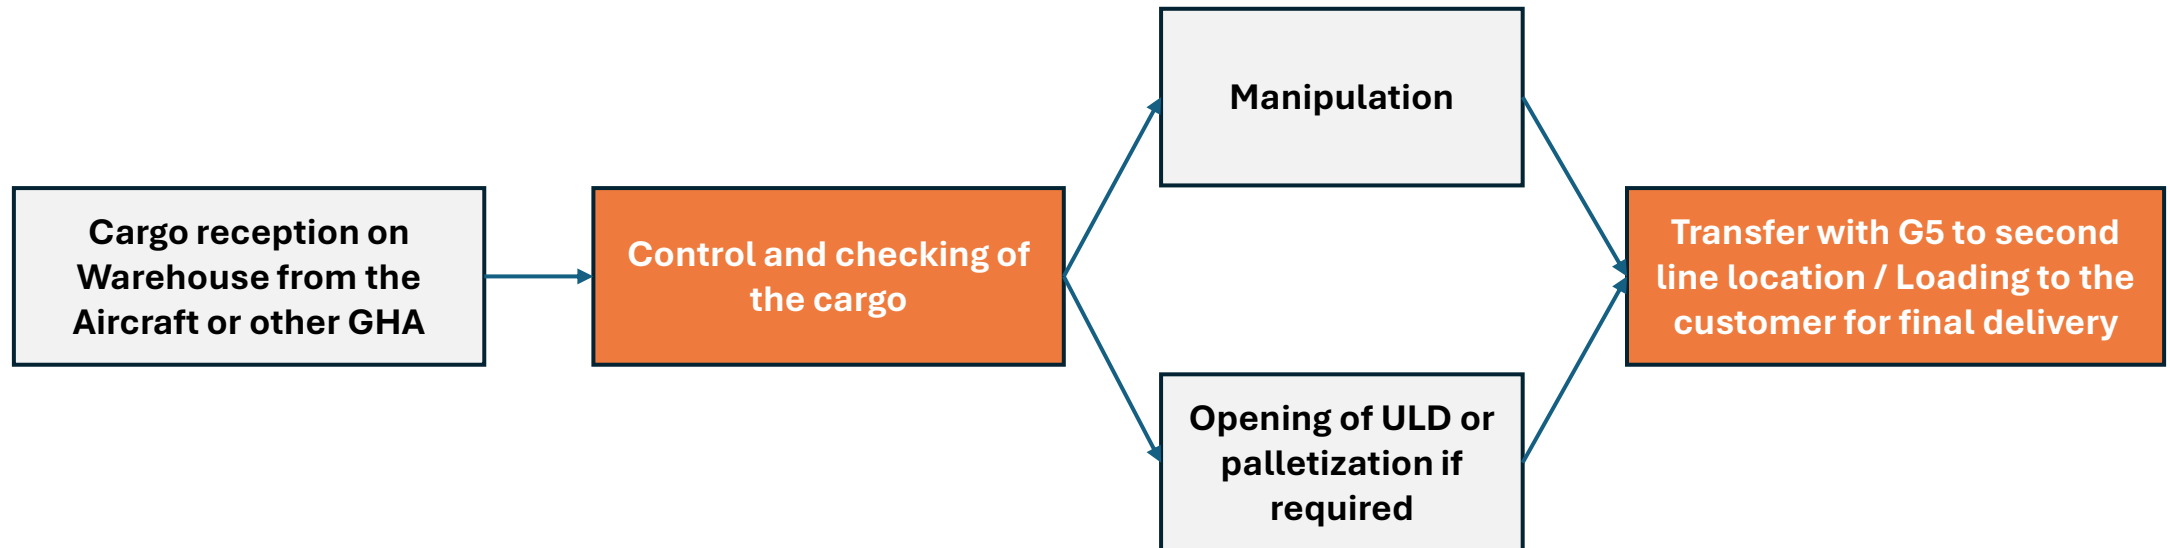 Cargo reception on
Warehouse from the
Aircraft or other GHA
Control and checking of
the cargo
Manipulation
Opening of ULD or
palletization if
required
Transfer with G5 to second
line location / Loading to the
customer for final delivery